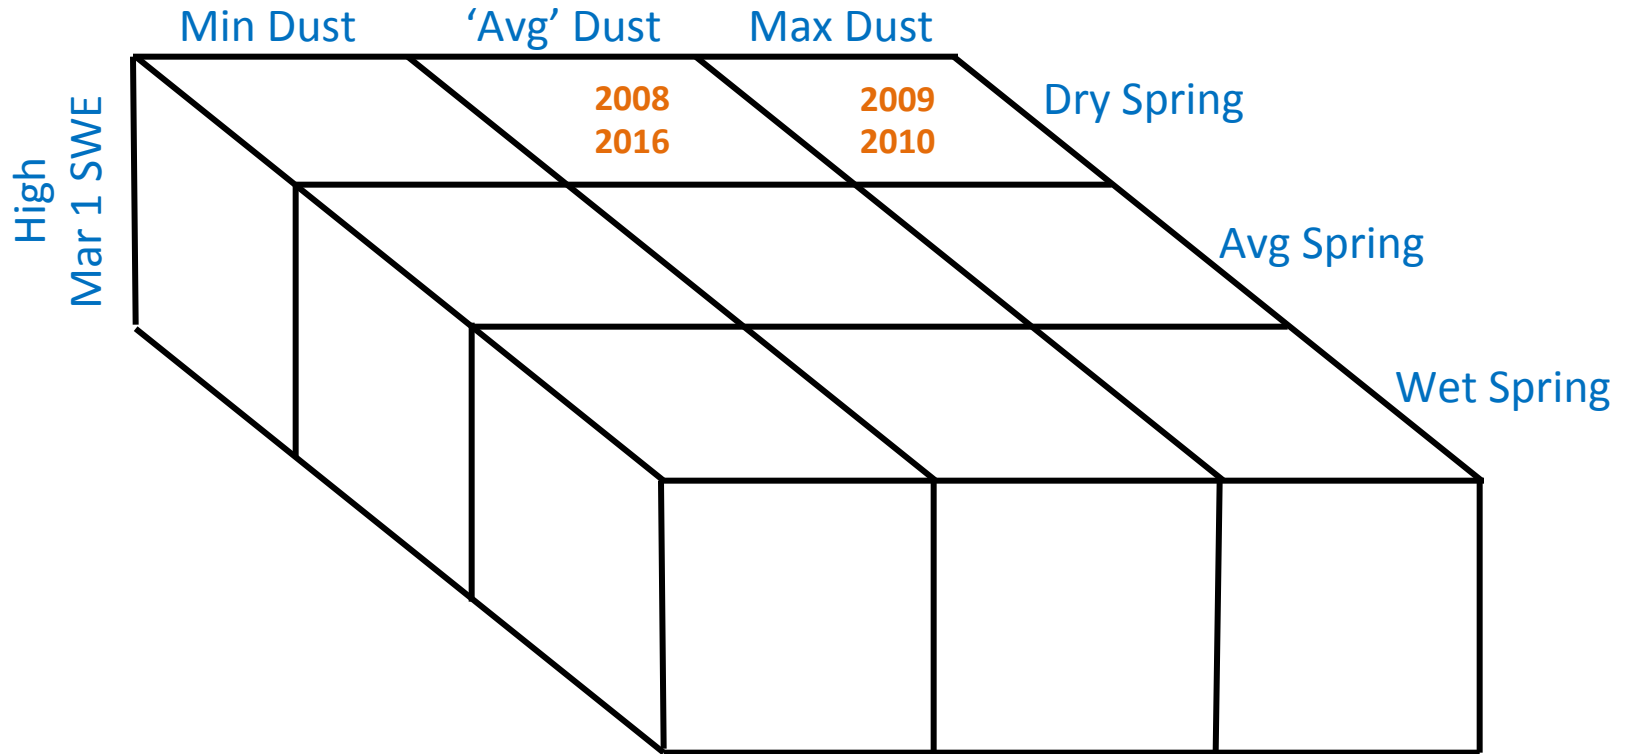 Min Dust
‘Avg’ Dust
Max Dust
Dry Spring
2008
2016
2009
2010
High
Mar 1 SWE
Avg Spring
Wet Spring